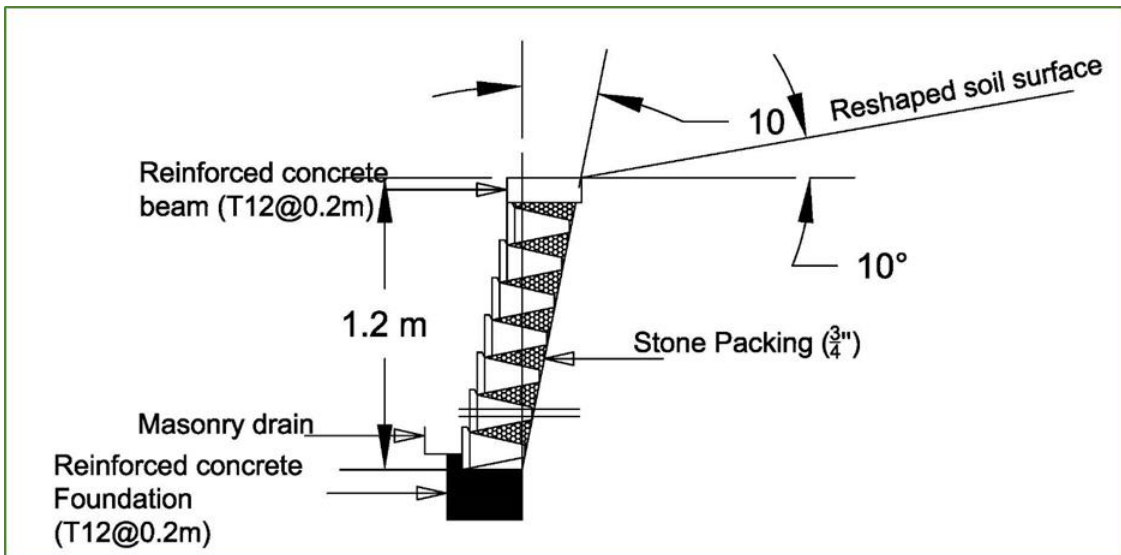 10
Reshaped soil surface
Reinforced concrete
beam (T12@0.2m)
10°
1.2 m
Stone Packing (¾")
Masonry drain
Reinforced concrete
Foundation
(T12@0.2m)